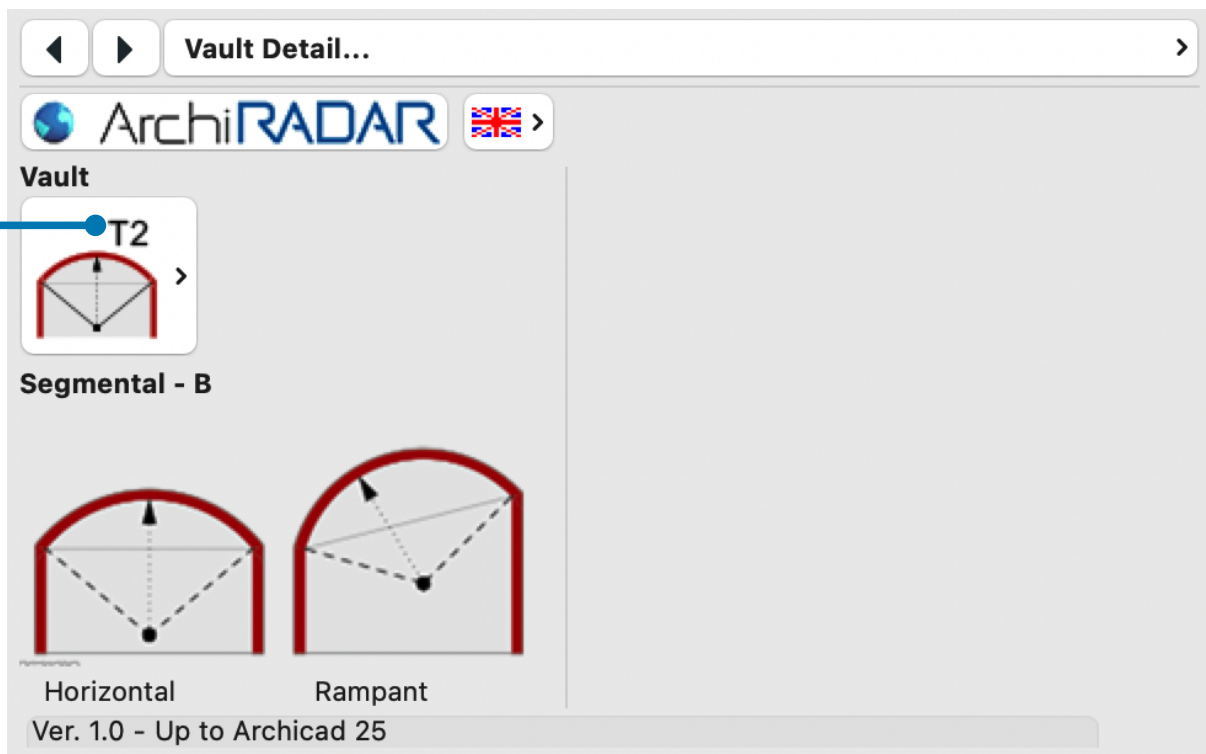 Vault Detail...
ArchiRADAR
Vault
T2
Segmental - B
Horizontal Rampant
Ver. 1.0 - Up to Archicad 25